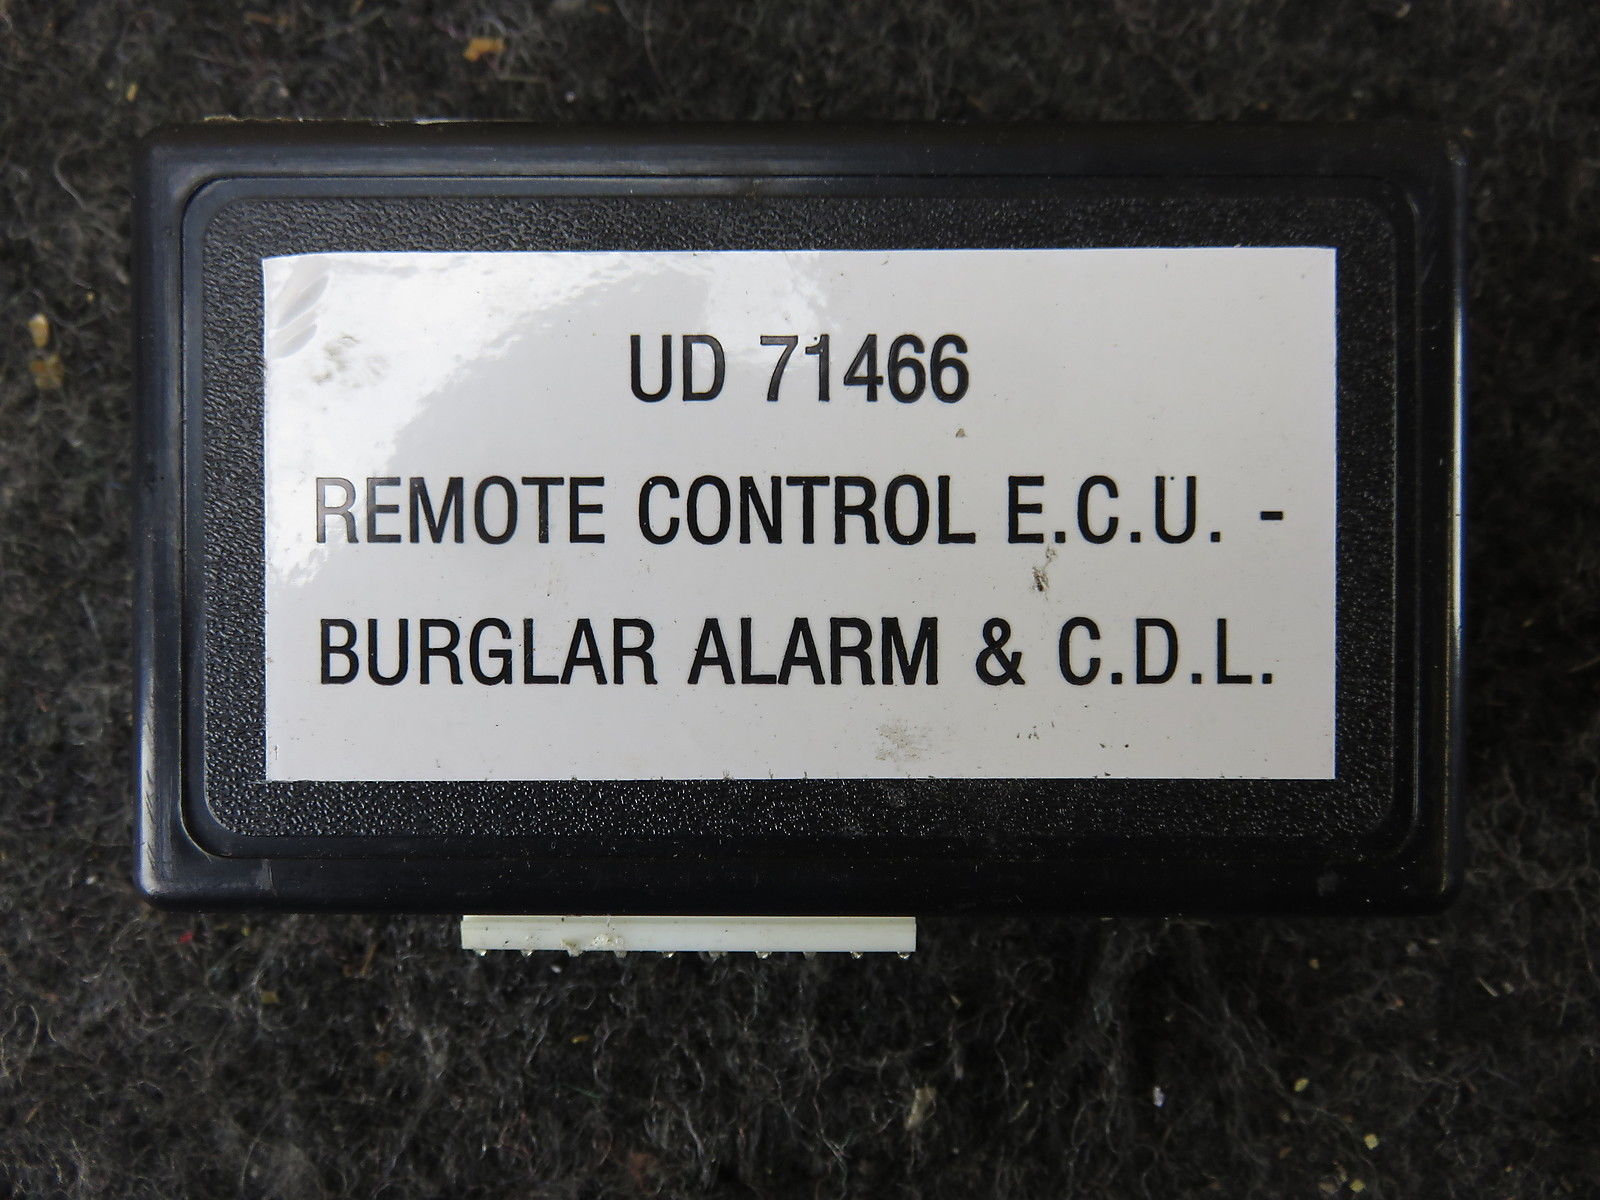 UD 71466
REMOTE CONTROL E.C.U. -
BURGLAR ALARM & C.D.L.